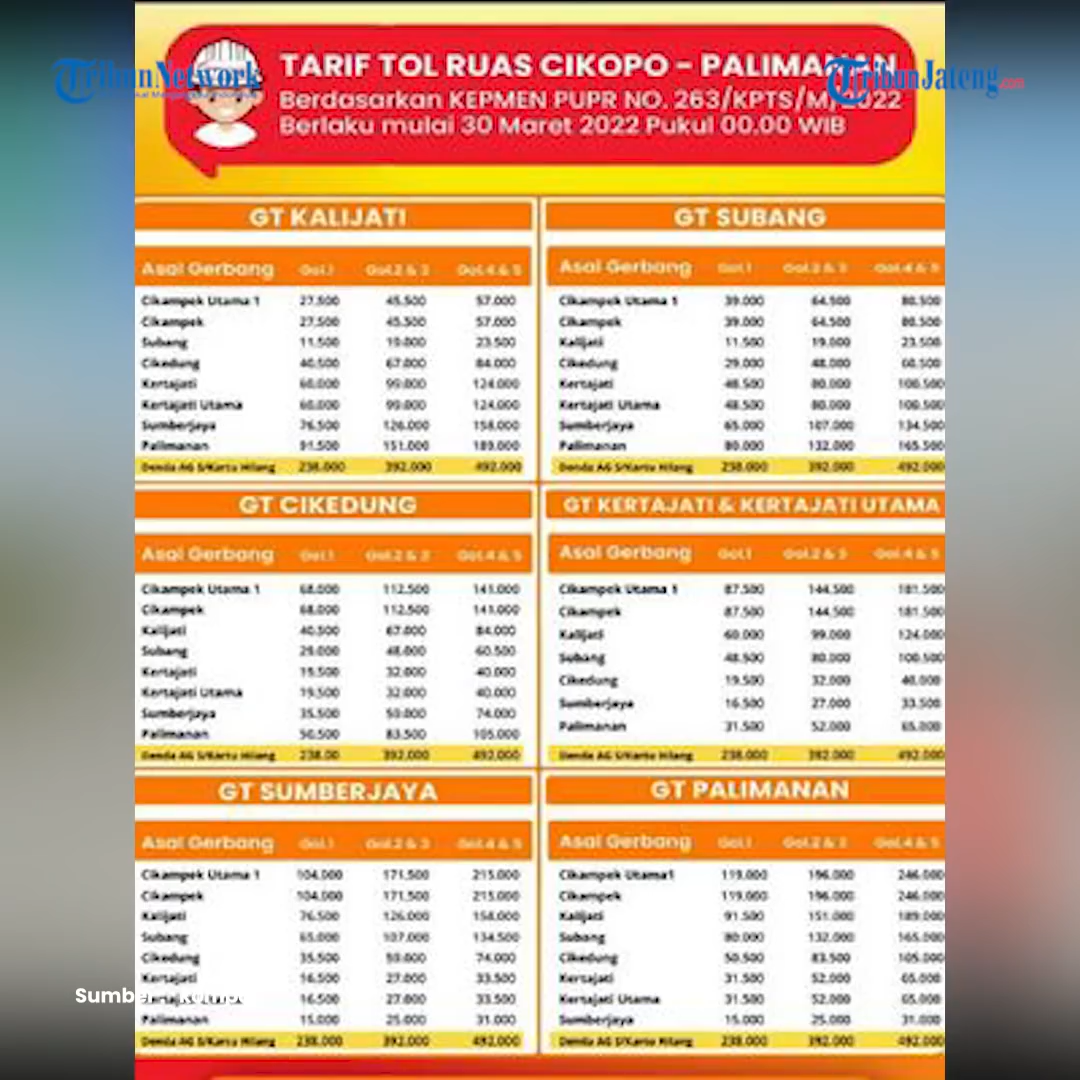 TARIF TOL RUAS CIKOPO - PALIMANAN
Tribun Network
TribunJateng.com
Berdasarkan KEPMEN PUPR NO. 263/KPTS/M/2022
Berlaku mulai 30 Maret 2022 Pukul 00.00 WIB
GT KALIJATI
Asal Gerbang Gol.1 Gol.2 & 3 Gol.4 & 5
Cikampek Utama 1 27.500 45.500 57.000
Cikampek 27.500 45.500 57.000
Subang 11.500 19.000 23.500
Cikedung 40.500 67.000 84.000
Kertajati 60.000 99.000 124.000
Kertajati Utama 60.000 99.000 124.000
Sumberjaya 76.500 126.000 158.000
Palimanan 91.500 151.000 189.000
Denda AG S/Kartu Hilang 238.000 392.000 492.000
GT SUBANG
Asal Gerbang Gol.1 Gol.2 & 3 Gol.4 & 5
Cikampek Utama 1 39.000 64.500 80.500
Cikampek 39.000 64.500 80.500
Kalijati 11.500 19.000 23.500
Cikedung 29.000 48.000 60.500
Kertajati 48.500 80.000 100.500
Kertajati Utama 48.500 80.000 100.500
Sumberjaya 65.000 107.000 134.500
Palimanan 80.000 132.000 165.500
Denda AG S/Kartu Hilang 238.000 392.000 492.000
GT CIKEDUNG
Asal Gerbang Gol.1 Gol.2 & 3 Gol.4 & 5
Cikampek Utama 1 68.000 112.500 141.000
Cikampek 68.000 112.500 141.000
Kalijati 40.500 67.000 84.000
Subang 29.000 48.000 60.500
Kertajati 19.500 32.000 40.000
Kertajati Utama 19.500 32.000 40.000
Sumberjaya 35.500 59.000 74.000
Palimanan 50.500 83.500 105.000
Denda AG S/Kartu Hilang 238.00 392.000 492.000
GT KERTAJATI & KERTAJATI UTAMA
Asal Gerbang Gol.1 Gol.2 & 3 Gol.4 & 5
Cikampek Utama 1 87.500 144.500 181.500
Cikampek 87.500 144.500 181.500
Kalijati 60.000 99.000 124.000
Subang 48.500 80.000 100.500
Cikedung 19.500 32.000 40.000
Sumberjaya 16.500 27.000 33.500
Palimanan 31.500 52.000 65.000
Denda AG S/Kartu Hilang 238.000 392.000 492.000
GT SUMBERJAYA
Asal Gerbang Gol.1 Gol.2 & 3 Gol.4 & 5
Cikampek Utama 1 104.000 171.500 215.000
Cikampek 104.000 171.500 215.000
Kalijati 76.500 126.000 158.000
Subang 65.000 107.000 134.500
Cikedung 35.500 59.000 74.000
Kertajati 16.500 27.000 33.500
Kertajati 16.500 27.000 33.500
Palimanan 15.000 25.000 31.000
Denda AG S/Kartu Hilang 238.000 392.000 492.000
GT PALIMANAN
Asal Gerbang Gol.1 Gol.2 & 3 Gol.4 & 5
Cikampek Utama1 119.000 196.000 246.000
Cikampek 119.000 196.000 246.000
Kalijati 91.500 151.000 189.000
Subang 80.000 132.000 165.000
Cikedung 50.500 83.500 105.000
Kertajati 31.500 52.000 65.000
Kertajati Utama 31.500 52.000 65.000
Sumberjaya 15.000 25.000 31.000
Denda AG S/Kartu Hilang 238.000 392.000 492.000